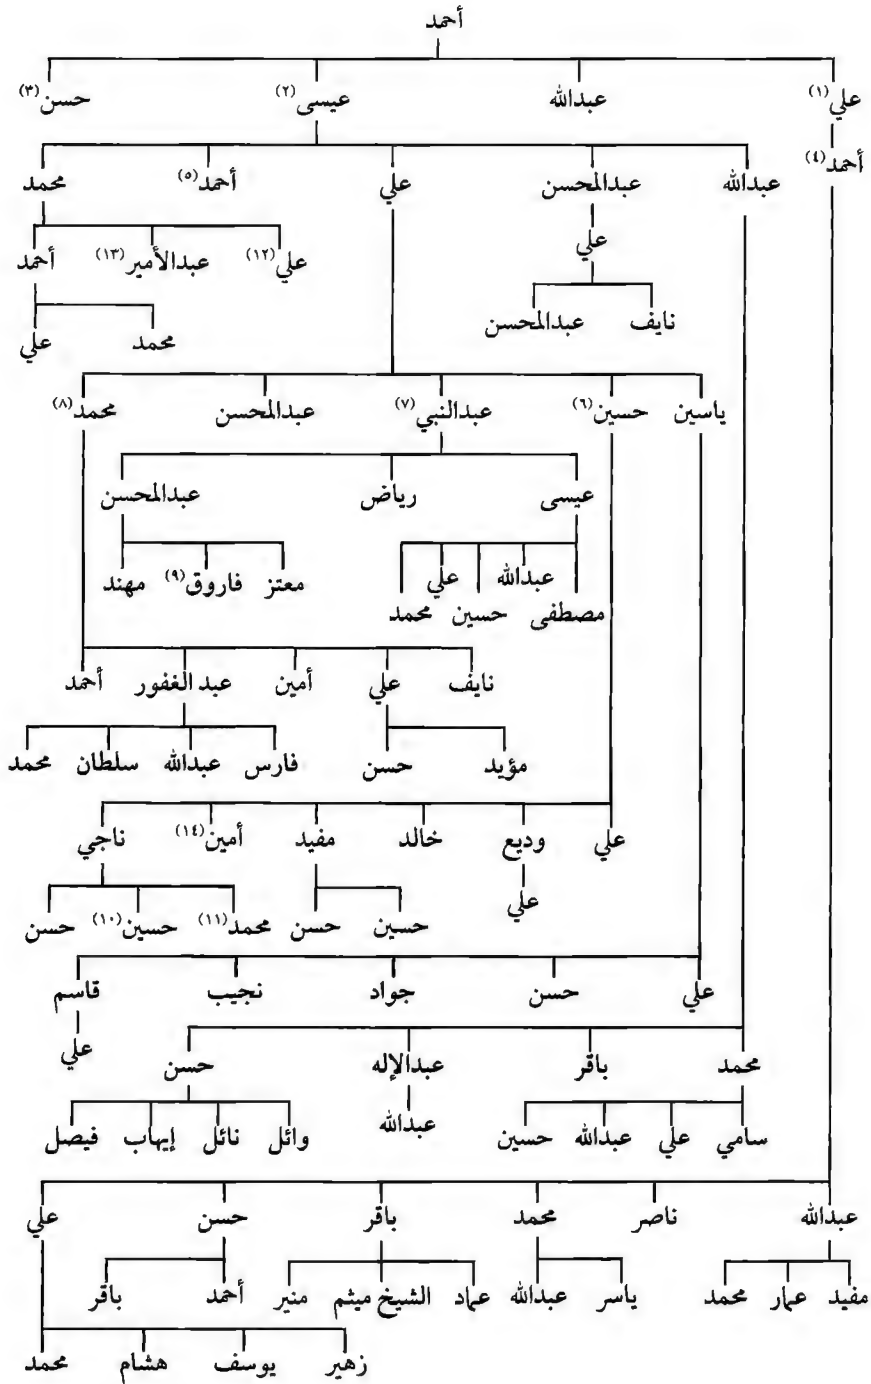 أحمد
علي (١) عبدالله عيسى (٢) حسن (٣)
أحمد (٤)
عبدالله عبدالمحسن علي أحمد (٥) محمد
علي
علي (١٢) عبدالأمير (١٣) أحمد
نايف عبدالمحسن
محمد علي
ياسين حسين (٦) عبدالنبي (٧) عبدالمحسن محمد (٨)
عيسى رياض عبدالمحسن
عبدالله علي معتز فاروق (٩) مهند
مصطفى حسين محمد
نايف علي أمين عبد الغفور أحمد
مؤيد حسن فارس عبدالله سلطان محمد
علي وديع خالد مفيد أمين (١٤) ناجي
علي
حسين حسن محمد (١١) حسين (١٠) حسن
علي حسن جواد نجيب قاسم
علي
محمد باقر عبدالإله حسن
عبدالله
سامي علي عبدالله حسين وائل نائل إيهاب فيصل
عبدالله ناصر محمد باقر حسن علي
مفيد عمار محمد ياسر عبدالله عماد الشيخ ميثم منير أحمد باقر
زهير يوسف هشام محمد